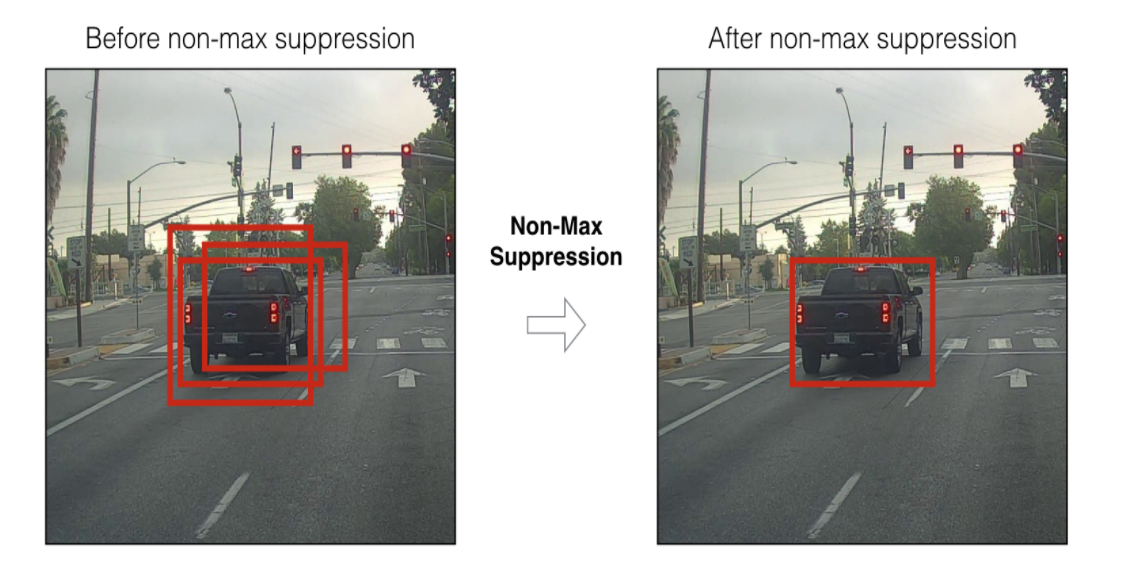 Before non-max suppression
After non-max suppression
Non-Max
Suppression